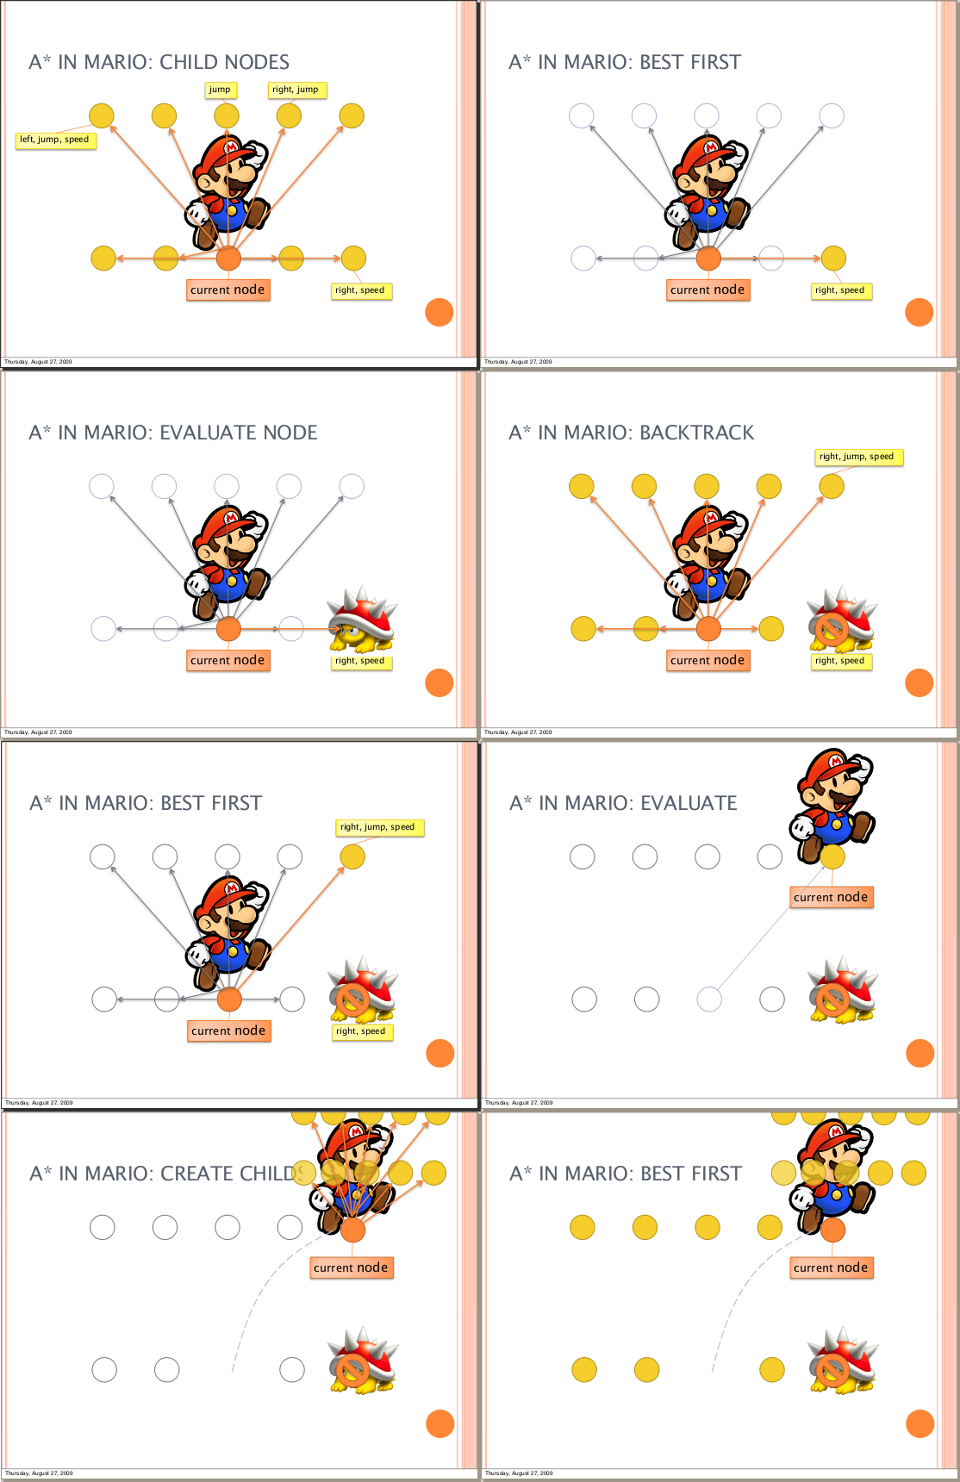 A* IN MARIO: CHILD NODES
jump
right, jump
left, jump, speed
current node
right, speed
Thursday, August 27, 2009
A* IN MARIO: BEST FIRST
current node
right, speed
Thursday, August 27, 2009
A* IN MARIO: EVALUATE NODE
current node
right, speed
Thursday, August 27, 2009
A* IN MARIO: BACKTRACK
right, jump, speed
current node
right, speed
Thursday, August 27, 2009
A* IN MARIO: BEST FIRST
right, jump, speed
current node
right, speed
Thursday, August 27, 2009
A* IN MARIO: EVALUATE
current node
Thursday, August 27, 2009
A* IN MARIO: CREATE CHILDS
current node
Thursday, August 27, 2009
A* IN MARIO: BEST FIRST
current node
Thursday, August 27, 2009